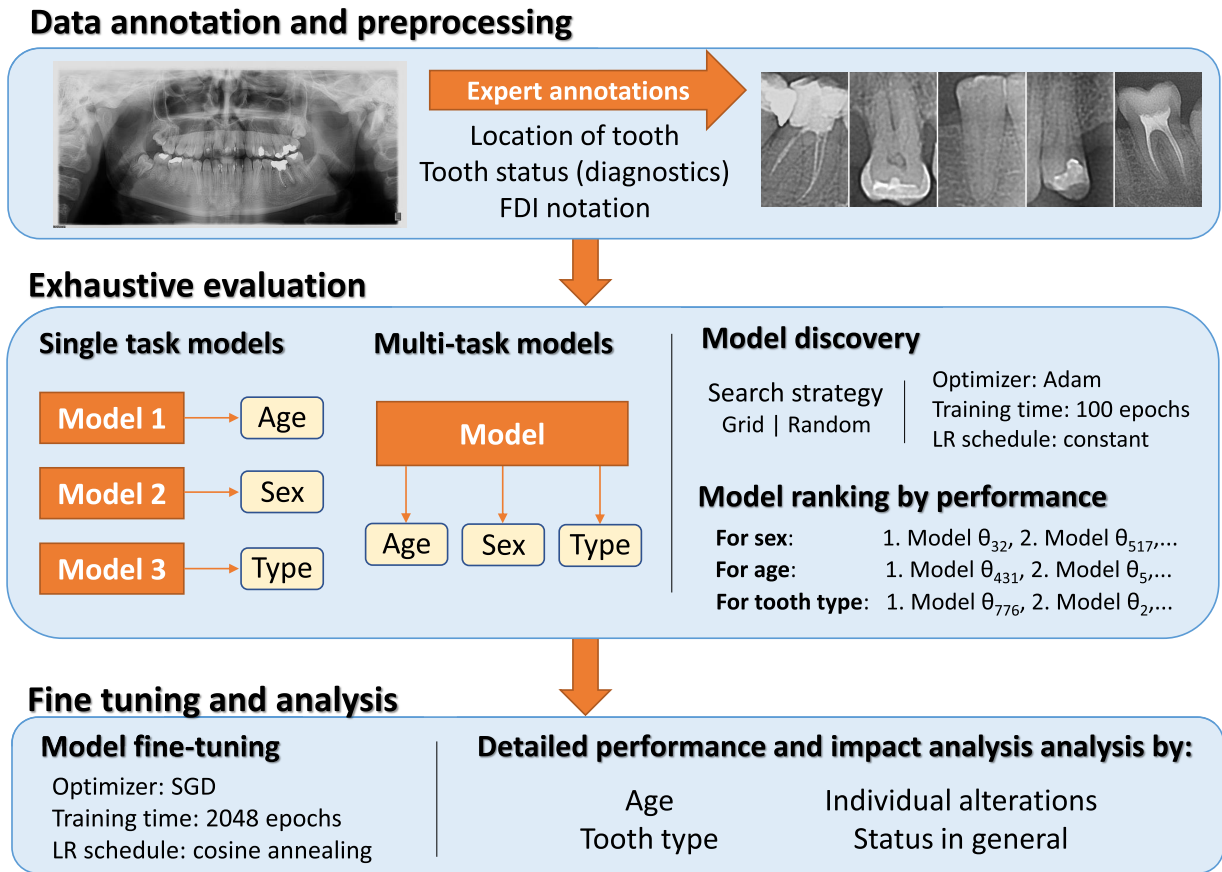 Data annotation and preprocessing
Expert annotations
Location of tooth
Tooth status (diagnostics)
FDI notation
Exhaustive evaluation
Single task models
Model 1
Age
Model 2
Sex
Model 3
Type
Multi-task models
Model
Age
Sex
Type
Model discovery
Search strategy
Grid | Random
Optimizer: Adam
Training time: 100 epochs
LR schedule: constant
Model ranking by performance
For sex: 1. Model θ32, 2. Model θ517,...
For age: 1. Model θ431, 2. Model θ5,...
For tooth type: 1. Model θ776, 2. Model θ2,...
Fine tuning and analysis
Model fine-tuning
Optimizer: SGD
Training time: 2048 epochs
LR schedule: cosine annealing
Detailed performance and impact analysis analysis by:
Age
Tooth type
Individual alterations
Status in general